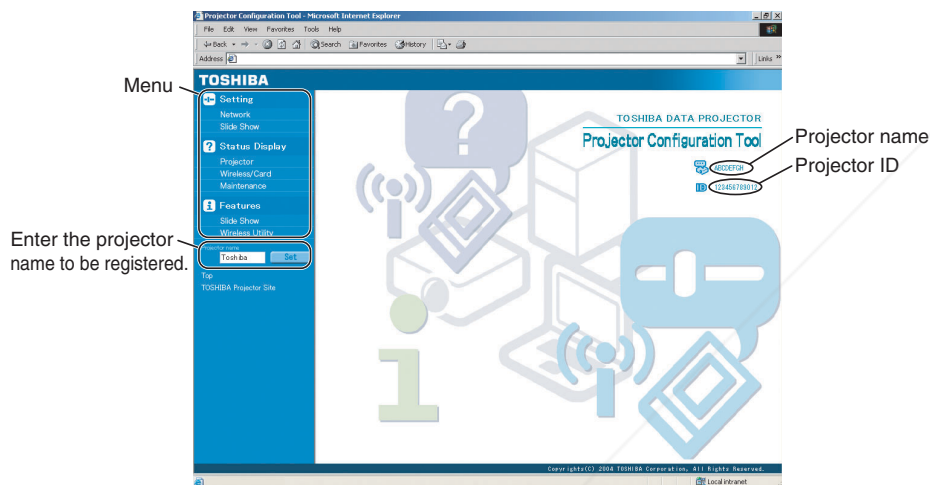 Projector Configuration Tool - Microsoft Internet Explorer
File Edit View Favorites Tools Help
Back Search Favorites History
Address Links »
TOSHIBA
Menu
Setting
Network
Slide Show
? Status Display
Projector
Wireless/Card
Maintenance
i Features
Slide Show
Wireless Utility
Enter the projector
name to be registered.
Projector name
Toshiba Set
Top
TOSHIBA Projector Site
TOSHIBA DATA PROJECTOR
Projector Configuration Tool
ABCDEFGH
Projector name
ID 123456789012
Projector ID
Copyrights(C) 2004 TOSHIBA Corporation, All Rights Reserved.
Local intranet